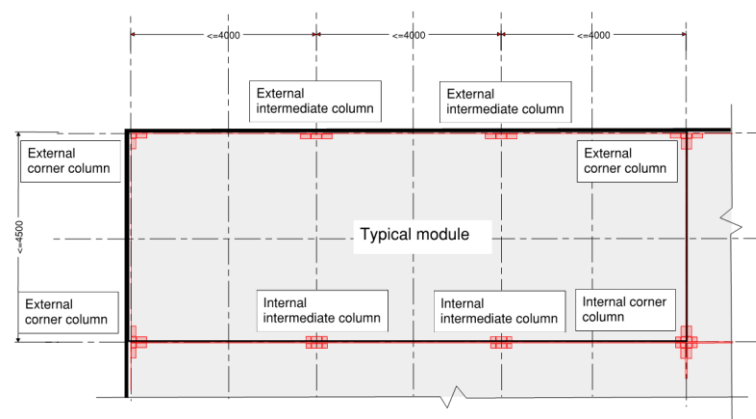 <=4000
<=4000
<=4000
External
intermediate column
External
intermediate column
External
corner column
External
corner column
<=4500
Typical module
External
corner column
Internal
intermediate column
Internal
intermediate column
Internal corner
column